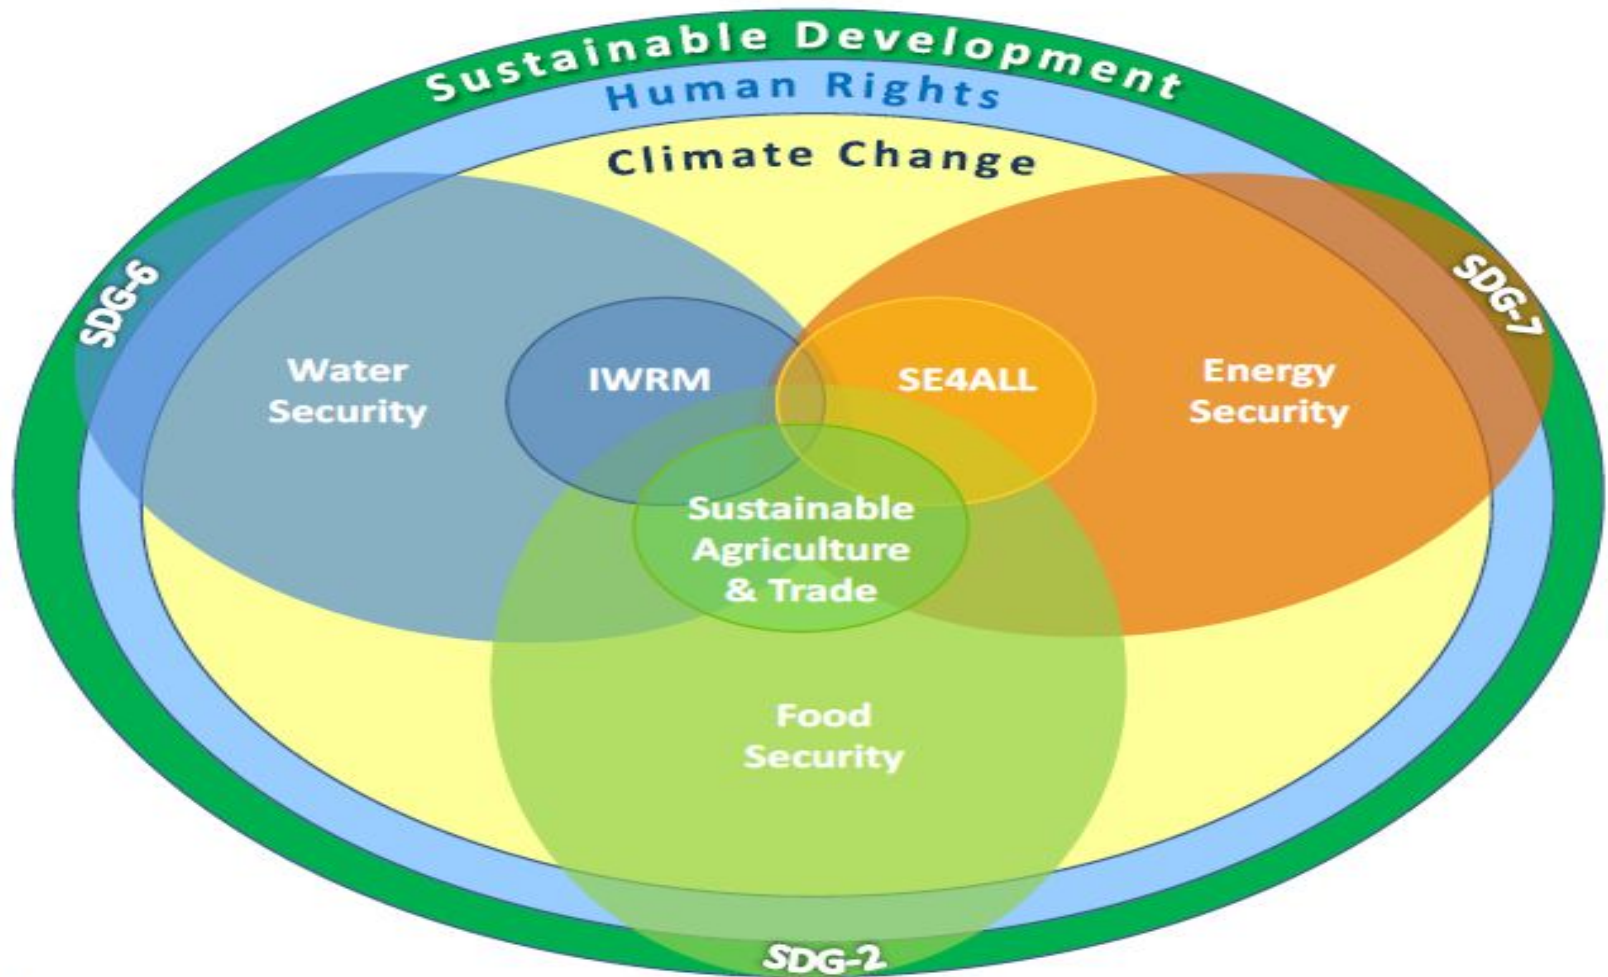 Sustainable Development
Human Rights
Climate Change
SDG-6
SDG-7
Water
Security
IWRM
SE4ALL
Energy
Security
Sustainable
Agriculture
& Trade
Food
Security
SDG-2